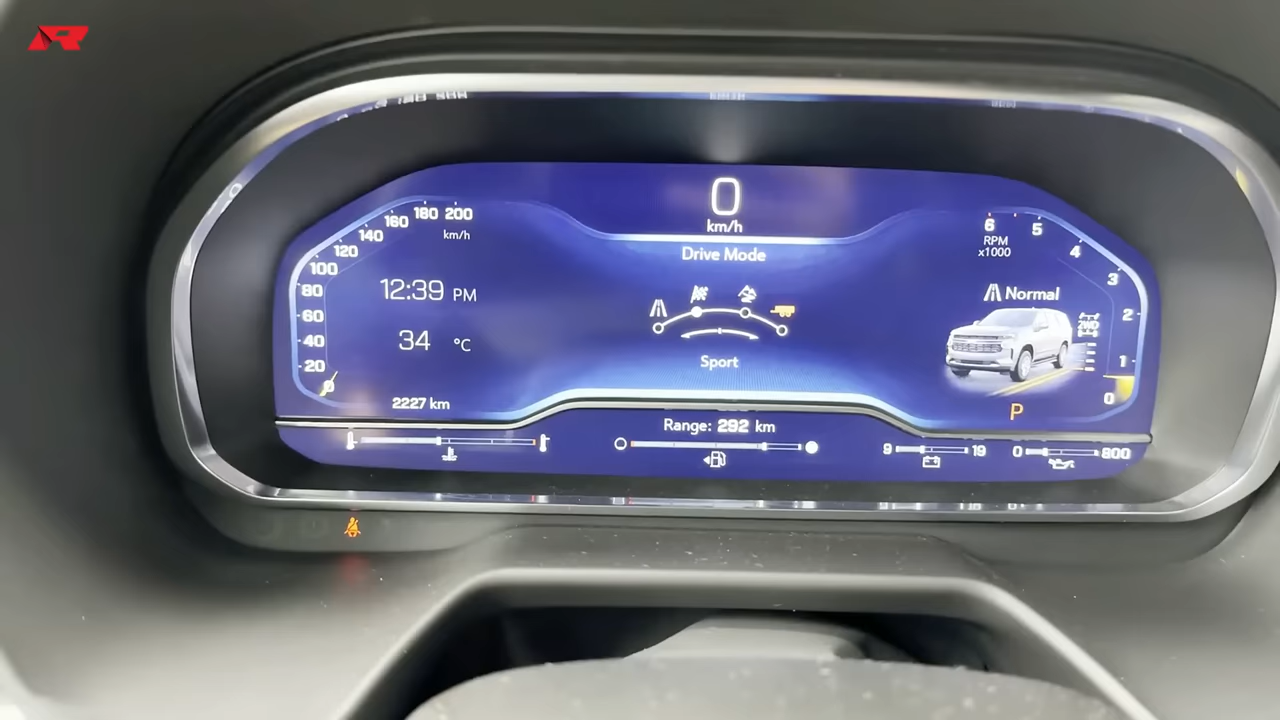 0
km/h
Drive Mode
Sport
200
180
160
140
120
100
80
60
40
20
0
km/h
12:39 PM
34 °C
2227 km
6
5
4
3
2
1
0
RPM
x1000
Normal
2WD
P
Range: 292 km
9
19
0
800